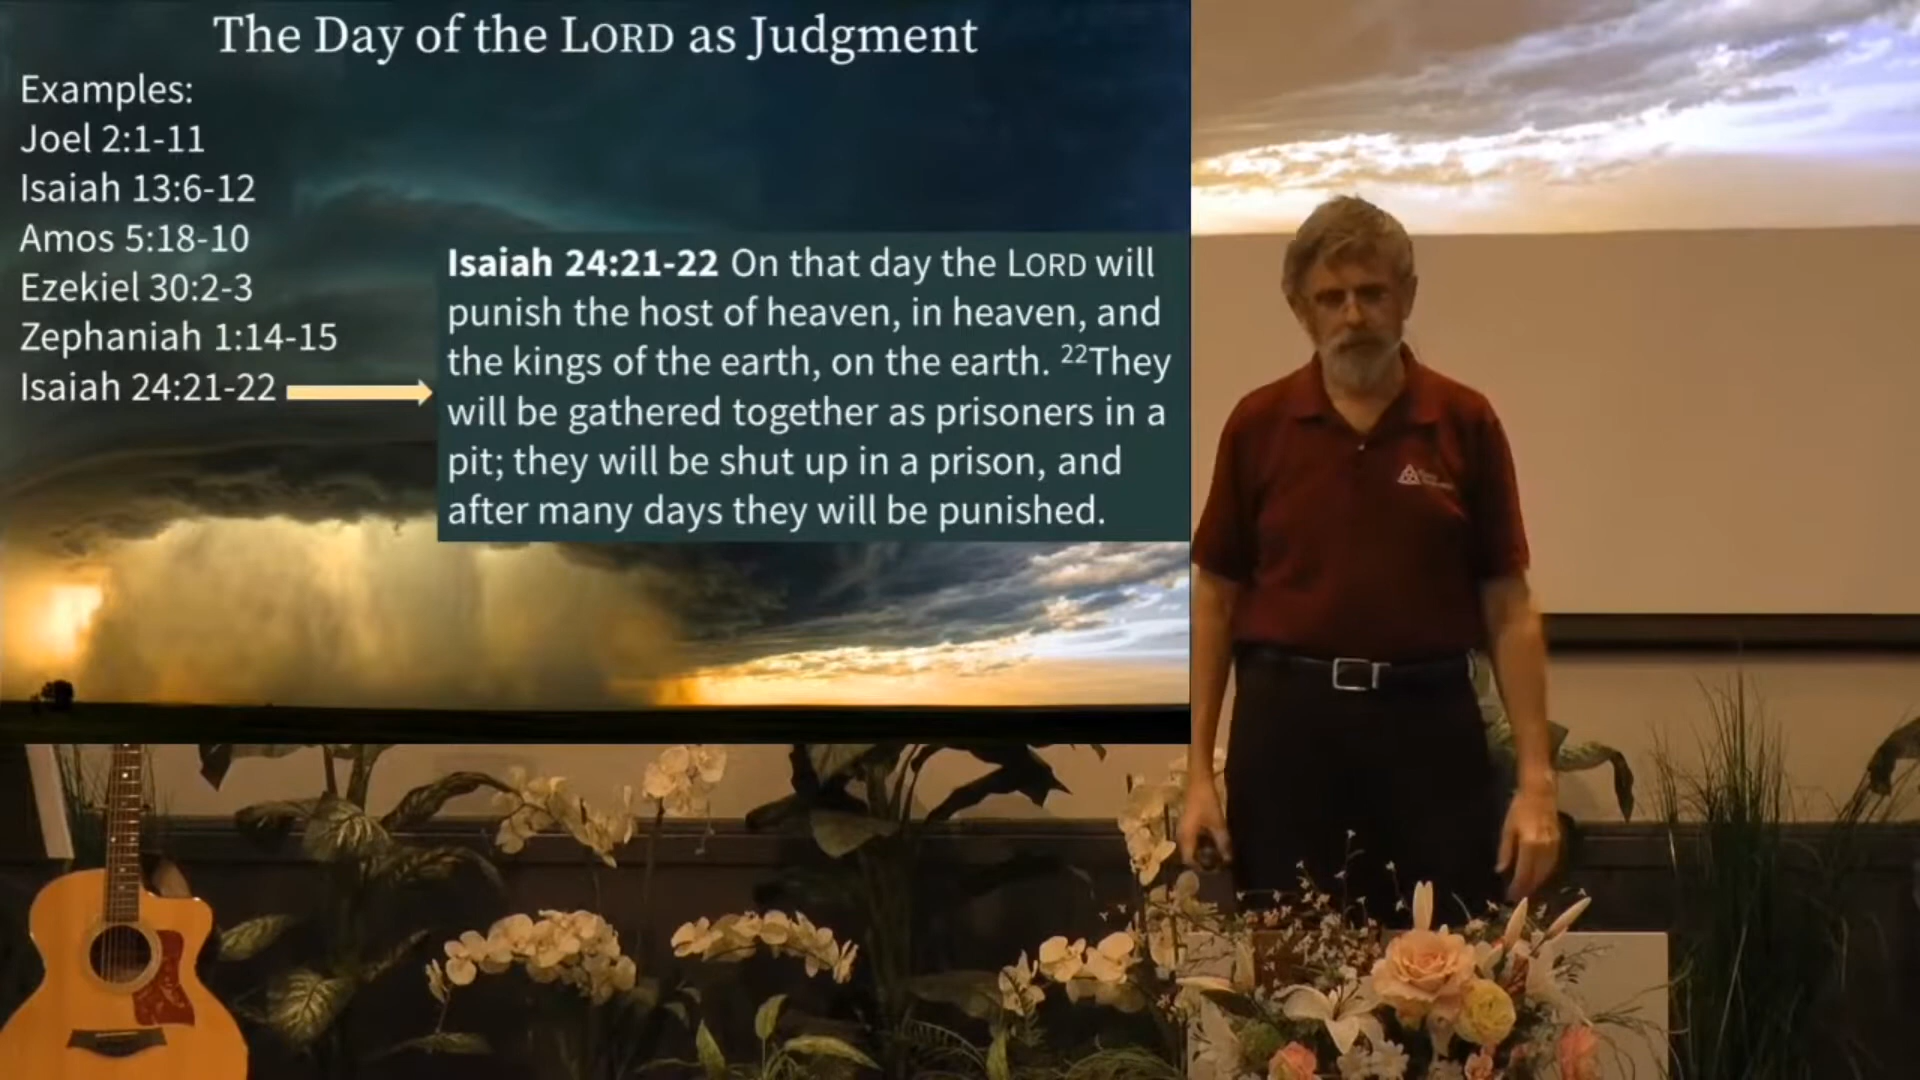 The Day of the LORD as Judgment
Examples:
Joel 2:1-11
Isaiah 13:6-12
Amos 5:18-10
Ezekiel 30:2-3
Zephaniah 1:14-15
Isaiah 24:21-22
Isaiah 24:21-22 On that day the LORD will
punish the host of heaven, in heaven, and
the kings of the earth, on the earth. 22They
will be gathered together as prisoners in a
pit; they will be shut up in a prison, and
after many days they will be punished.